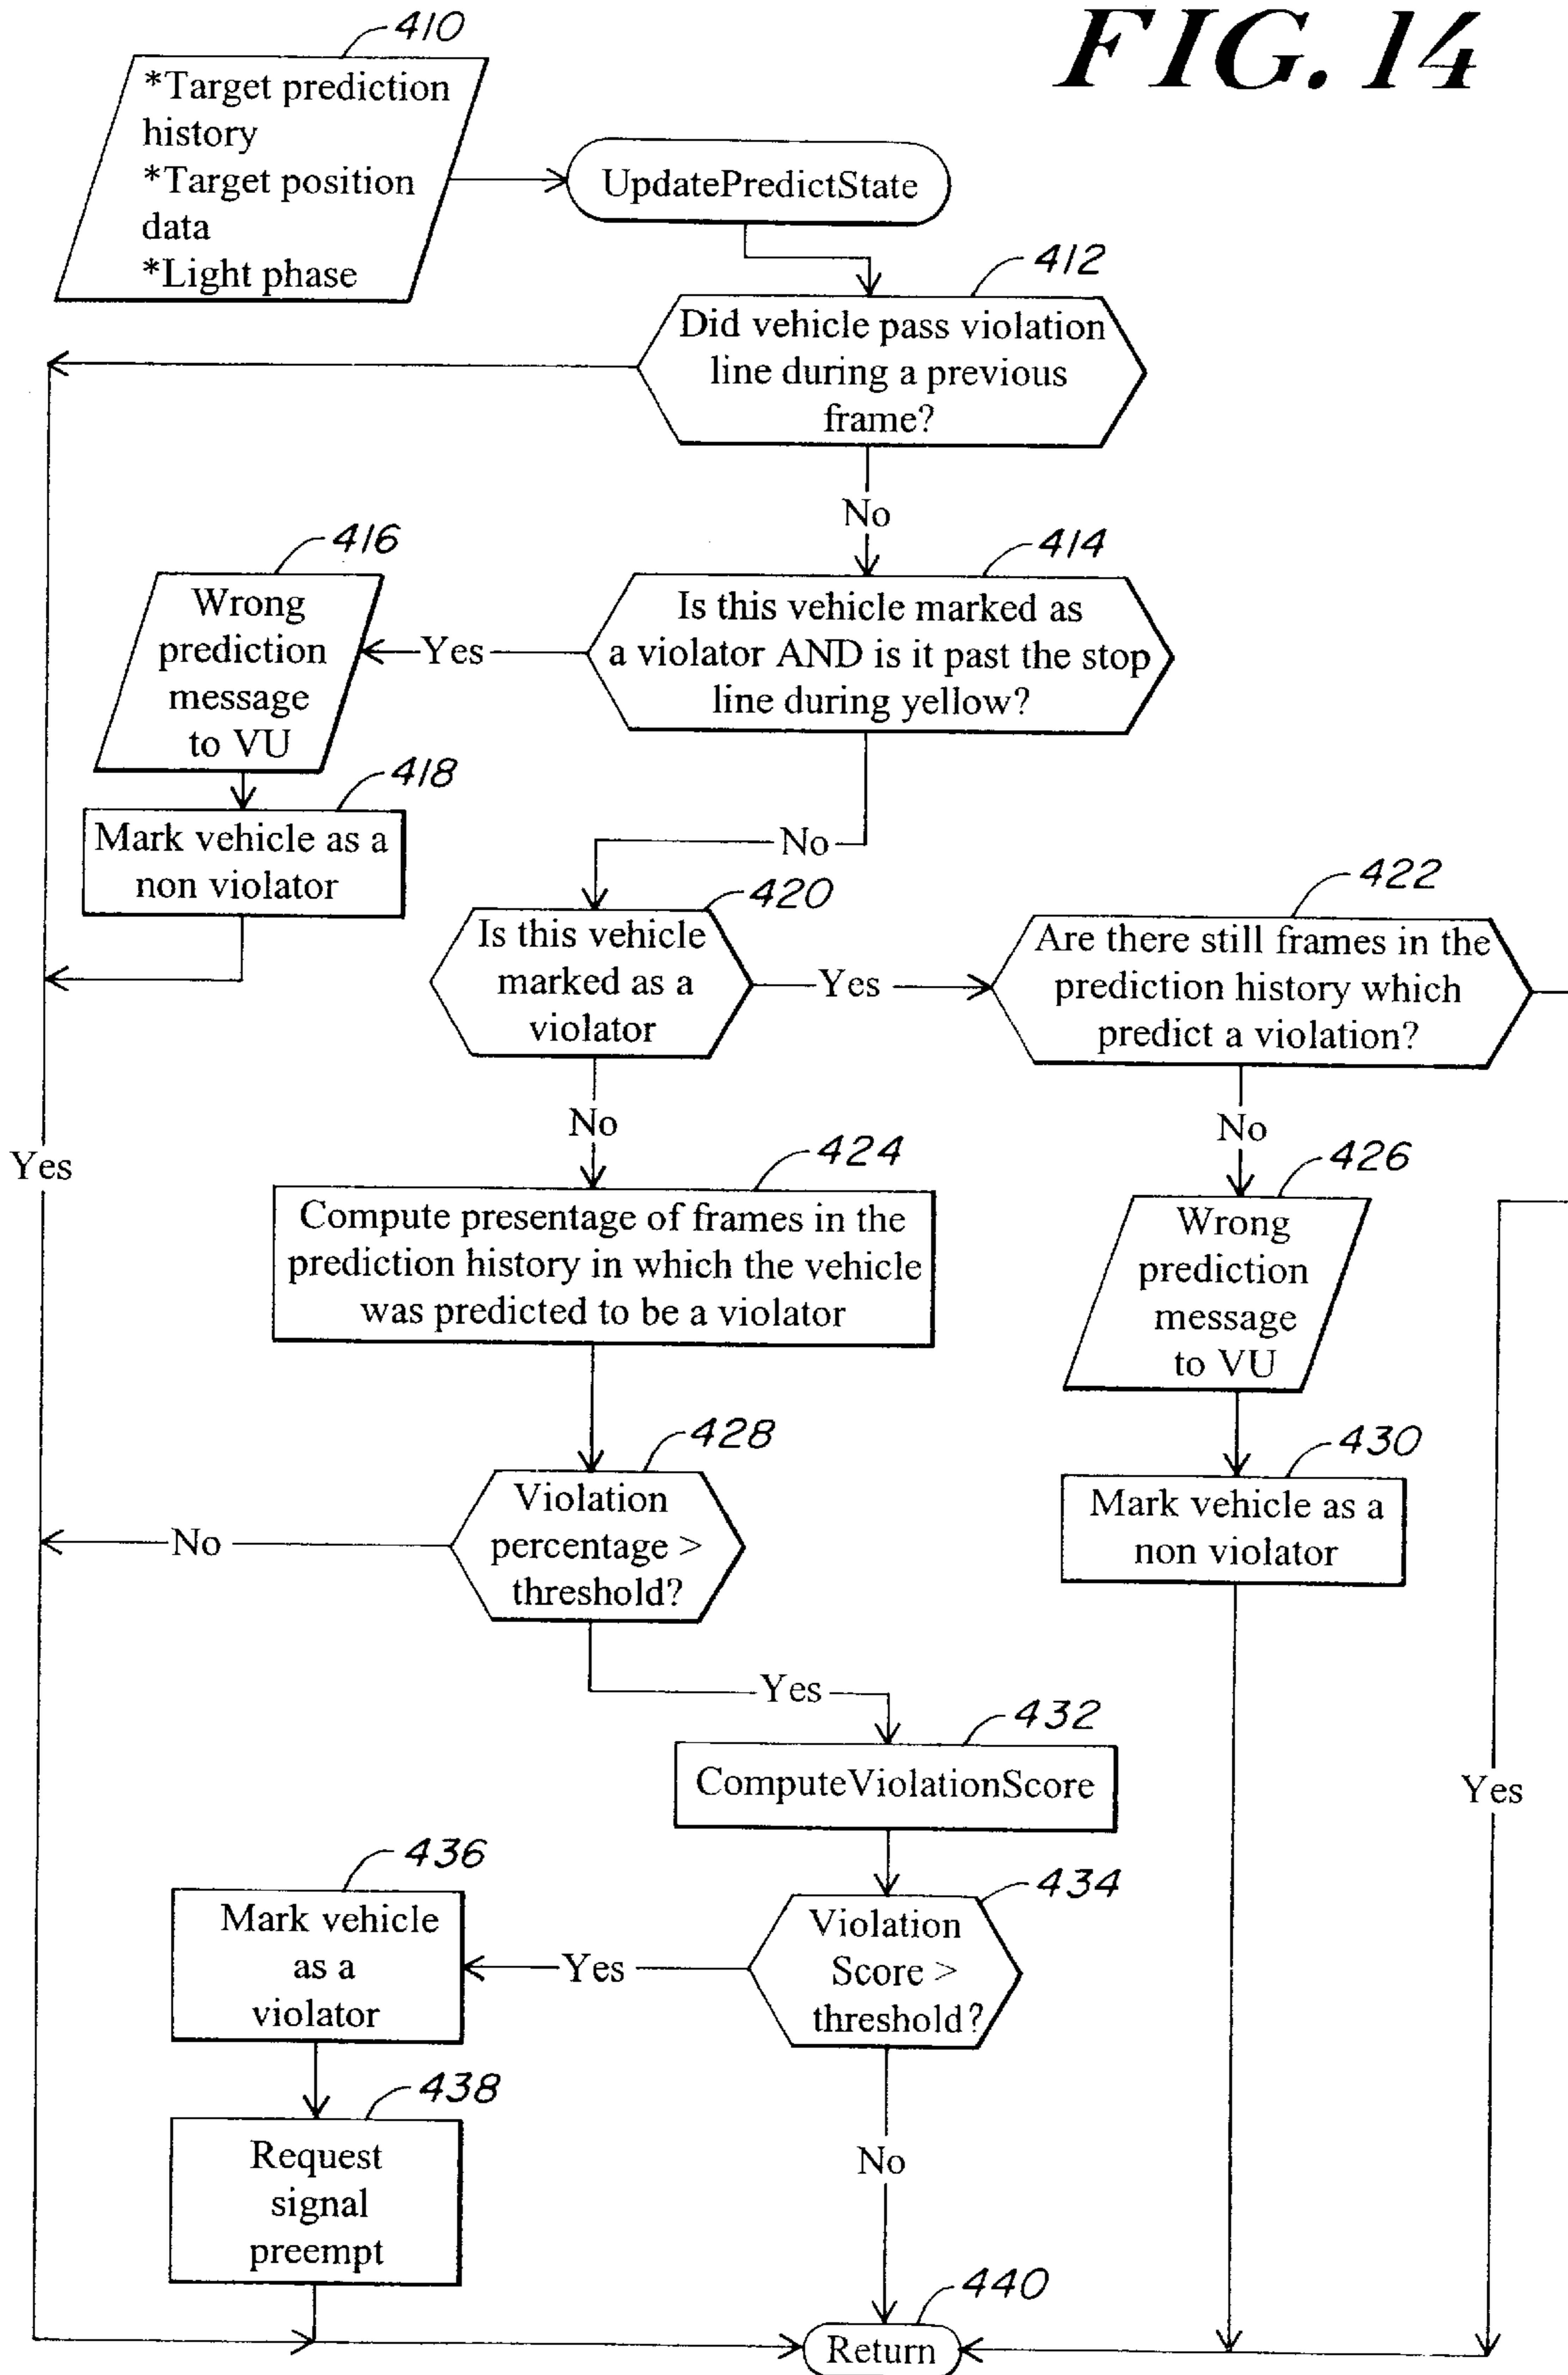 FIG. 14
410
*Target prediction
history
*Target position
data
*Light phase
UpdatePredictState
412
Did vehicle pass violation
line during a previous
frame?
No
416
Wrong
prediction
message
to VU
Yes
414
Is this vehicle marked as
a violator AND is it past the stop
line during yellow?
418
Mark vehicle as a
non violator
No
420
Is this vehicle
marked as a
violator
Yes
422
Are there still frames in the
prediction history which
predict a violation?
Yes
No
No
424
Compute presentage of frames in the
prediction history in which the vehicle
was predicted to be a violator
426
Wrong
prediction
message
to VU
428
Violation
percentage >
threshold?
No
430
Mark vehicle as a
non violator
Yes
432
ComputeViolationScore
Yes
436
Mark vehicle
as a
violator
Yes
434
Violation
Score >
threshold?
438
Request
signal
preempt
No
440
Return